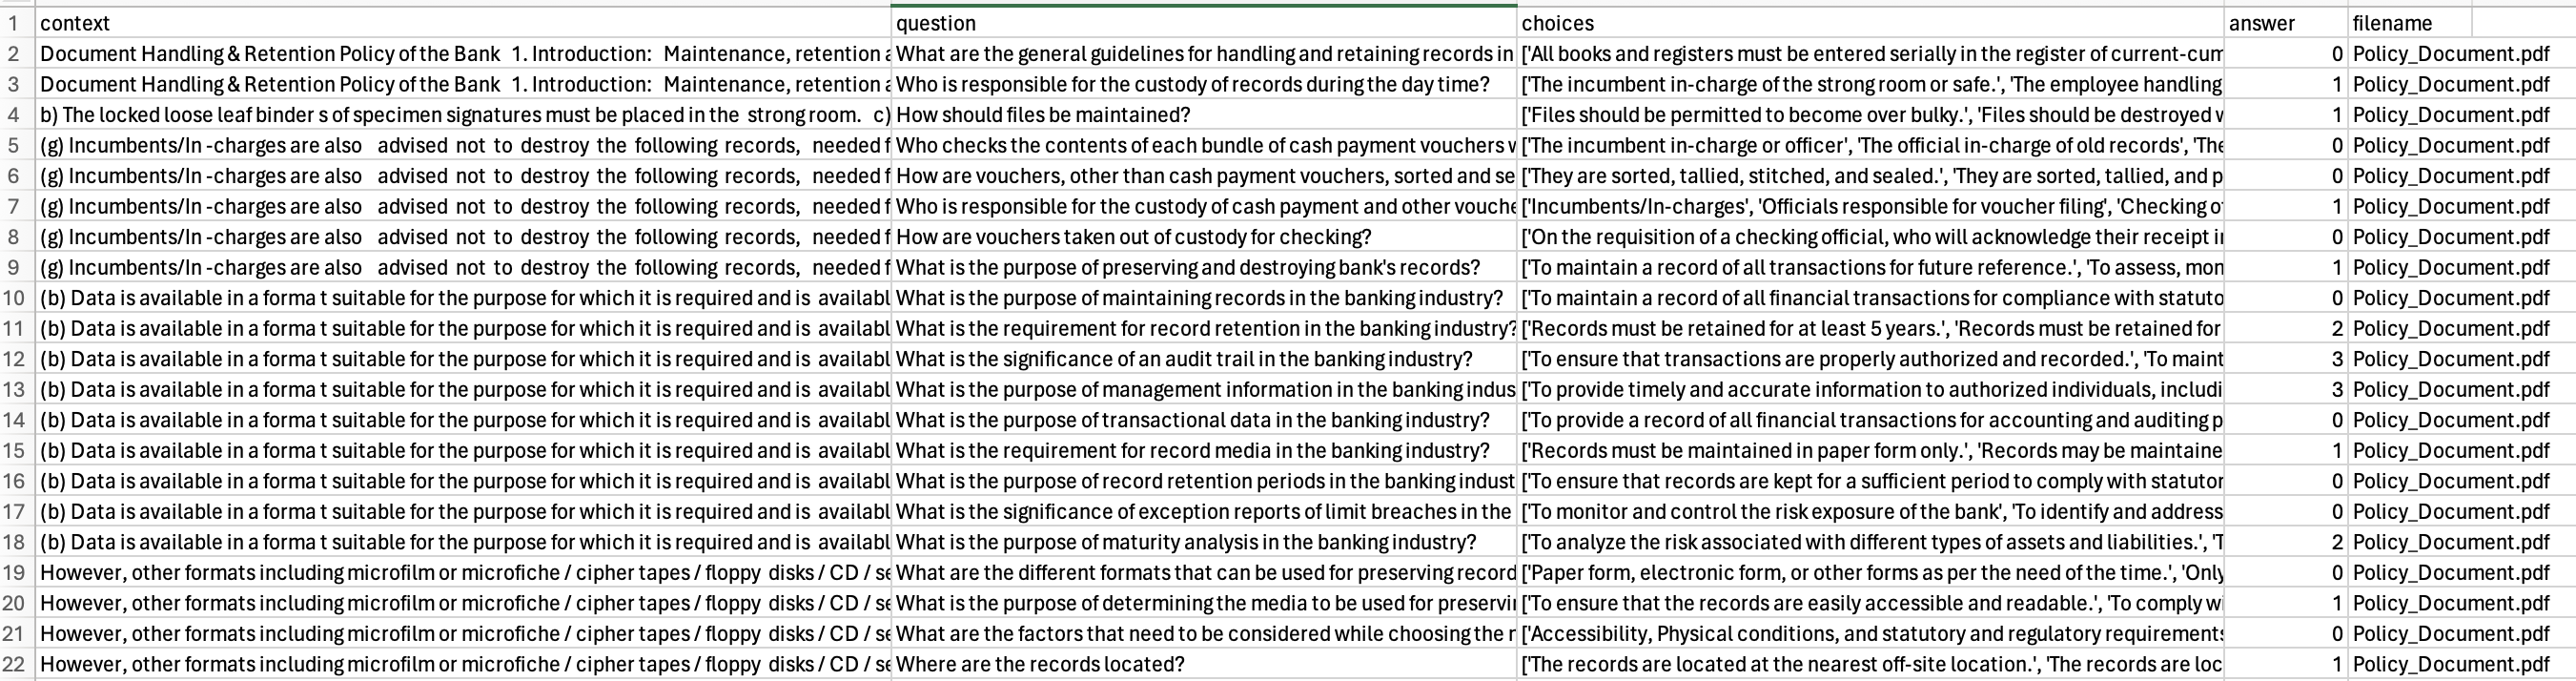 1 context question choices answer filename
2 Document Handling & Retention Policy of the Bank 1. Introduction: Maintenance, retention a What are the general guidelines for handling and retaining records in ['All books and registers must be entered serially in the register of current-cum 0 Policy_Document.pdf
3 Document Handling & Retention Policy of the Bank 1. Introduction: Maintenance, retention a Who is responsible for the custody of records during the day time? ['The incumbent in-charge of the strong room or safe.', 'The employee handling 1 Policy_Document.pdf
4 b) The locked loose leaf binder s of specimen signatures must be placed in the strong room. c) How should files be maintained? ['Files should be permitted to become over bulky.', 'Files should be destroyed w 1 Policy_Document.pdf
5 (g) Incumbents/In -charges are also advised not to destroy the following records, needed f Who checks the contents of each bundle of cash payment vouchers w ['The incumbent in-charge or officer', 'The official in-charge of old records', 'The 0 Policy_Document.pdf
6 (g) Incumbents/In -charges are also advised not to destroy the following records, needed f How are vouchers, other than cash payment vouchers, sorted and se ['They are sorted, tallied, stitched, and sealed.', 'They are sorted, tallied, and p 0 Policy_Document.pdf
7 (g) Incumbents/In -charges are also advised not to destroy the following records, needed f Who is responsible for the custody of cash payment and other vouche ['Incumbents/In-charges', 'Officials responsible for voucher filing', 'Checking of 1 Policy_Document.pdf
8 (g) Incumbents/In -charges are also advised not to destroy the following records, needed f How are vouchers taken out of custody for checking? ['On the requisition of a checking official, who will acknowledge their receipt in 0 Policy_Document.pdf
9 (g) Incumbents/In -charges are also advised not to destroy the following records, needed f What is the purpose of preserving and destroying bank's records? ['To maintain a record of all transactions for future reference.', 'To assess, mon 1 Policy_Document.pdf
10 (b) Data is available in a forma t suitable for the purpose for which it is required and is availabl What is the purpose of maintaining records in the banking industry? ['To maintain a record of all financial transactions for compliance with statuto 0 Policy_Document.pdf
11 (b) Data is available in a forma t suitable for the purpose for which it is required and is availabl What is the requirement for record retention in the banking industry? ['Records must be retained for at least 5 years.', 'Records must be retained for 2 Policy_Document.pdf
12 (b) Data is available in a forma t suitable for the purpose for which it is required and is availabl What is the significance of an audit trail in the banking industry? ['To ensure that transactions are properly authorized and recorded.', 'To maint 3 Policy_Document.pdf
13 (b) Data is available in a forma t suitable for the purpose for which it is required and is availabl What is the purpose of management information in the banking indus ['To provide timely and accurate information to authorized individuals, includi 3 Policy_Document.pdf
14 (b) Data is available in a forma t suitable for the purpose for which it is required and is availabl What is the purpose of transactional data in the banking industry? ['To provide a record of all financial transactions for accounting and auditing p 0 Policy_Document.pdf
15 (b) Data is available in a forma t suitable for the purpose for which it is required and is availabl What is the requirement for record media in the banking industry? ['Records must be maintained in paper form only.', 'Records may be maintaine 1 Policy_Document.pdf
16 (b) Data is available in a forma t suitable for the purpose for which it is required and is availabl What is the purpose of record retention periods in the banking indust ['To ensure that records are kept for a sufficient period to comply with statutor 0 Policy_Document.pdf
17 (b) Data is available in a forma t suitable for the purpose for which it is required and is availabl What is the significance of exception reports of limit breaches in the ['To monitor and control the risk exposure of the bank', 'To identify and address 0 Policy_Document.pdf
18 (b) Data is available in a forma t suitable for the purpose for which it is required and is availabl What is the purpose of maturity analysis in the banking industry? ['To analyze the risk associated with different types of assets and liabilities.', 'T 2 Policy_Document.pdf
19 However, other formats including microfilm or microfiche / cipher tapes / floppy disks / CD / se What are the different formats that can be used for preserving record ['Paper form, electronic form, or other forms as per the need of the time.', 'Only 0 Policy_Document.pdf
20 However, other formats including microfilm or microfiche / cipher tapes / floppy disks / CD / se What is the purpose of determining the media to be used for preservi ['To ensure that the records are easily accessible and readable.', 'To comply wi 1 Policy_Document.pdf
21 However, other formats including microfilm or microfiche / cipher tapes / floppy disks / CD / se What are the factors that need to be considered while choosing the r ['Accessibility, Physical conditions, and statutory and regulatory requirements 0 Policy_Document.pdf
22 However, other formats including microfilm or microfiche / cipher tapes / floppy disks / CD / se Where are the records located? ['The records are located at the nearest off-site location.', 'The records are loc 1 Policy_Document.pdf